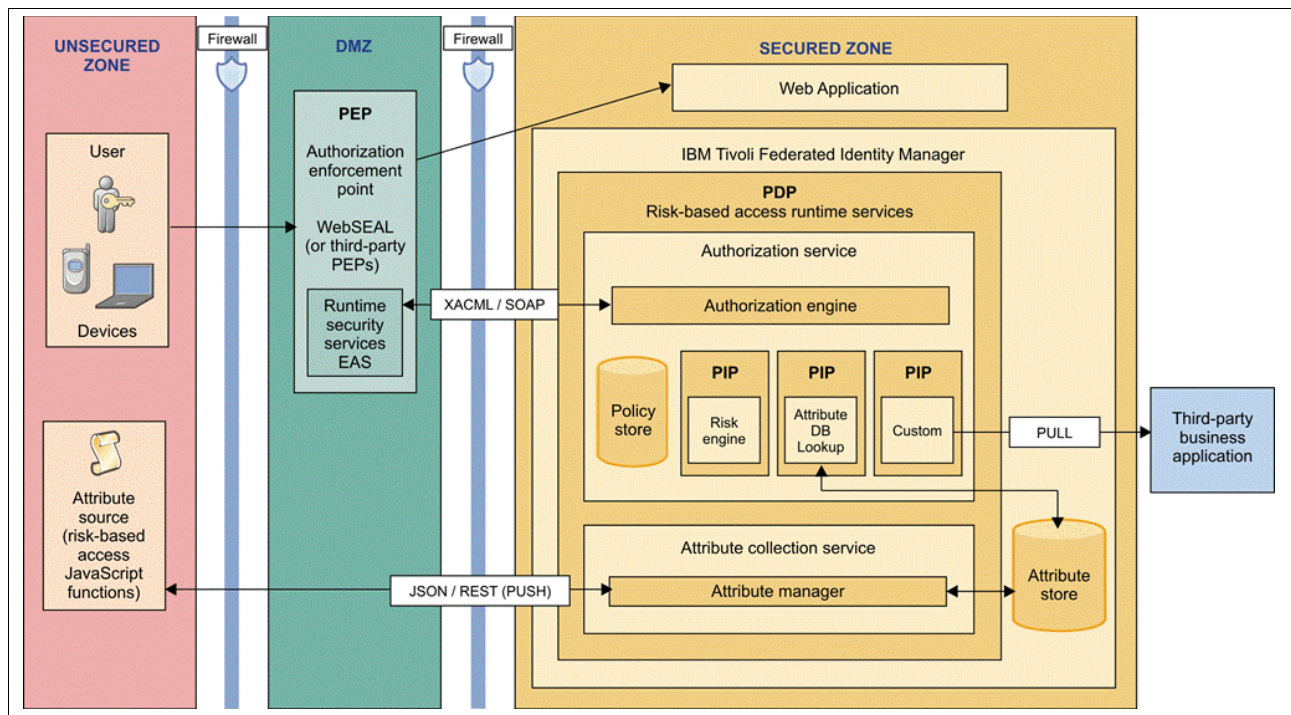 UNSECURED
ZONE
Firewall
DMZ
Firewall
SECURED ZONE
User
Devices
Attribute
source
(risk-based
access
JavaScript
functions)
PEP
Authorization
enforcement
point
WebSEAL
(or third-party
PEPs)
Runtime
security
services
EAS
XACML / SOAP
JSON / REST (PUSH)
Web Application
IBM Tivoli Federated Identity Manager
PDP
Risk-based access runtime services
Authorization service
Authorization engine
Policy
store
PIP
Risk
engine
PIP
Attribute
DB
Lookup
PIP
Custom
PULL
Third-party
business
application
Attribute collection service
Attribute manager
Attribute
store